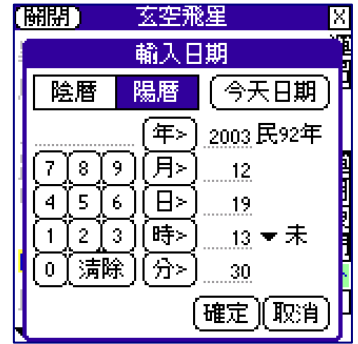 關閉 玄空飛星 X
輸入日期
陰曆 陽曆 今天日期
年> 2003 民92年
7 8 9 月> 12
4 5 6 日> 19
1 2 3 時> 13 未
0 清除 分> 30
確定 取消